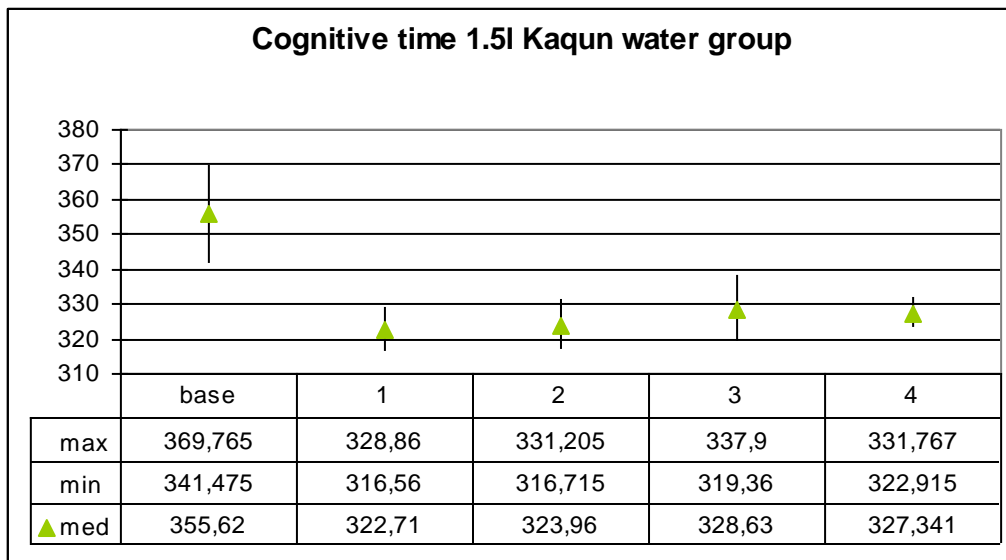 Cognitive time 1.5l Kaqun water group
380
370
360
350
340
330
320
310
base 1 2 3 4
max 369,765 328,86 331,205 337,9 331,767
min 341,475 316,56 316,715 319,36 322,915
med 355,62 322,71 323,96 328,63 327,341